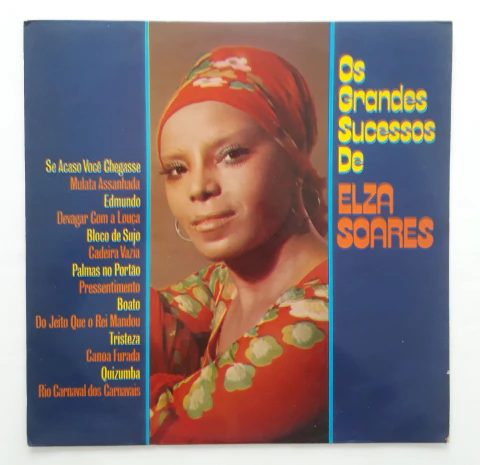 Os
Grandes
Sucessos
De
ELZA
SOARES
Se Acaso Você Chegasse
Mulata Assanhada
Edmundo
Devagar Com a Louça
Bloco de Sujo
Cadeira Vazia
Palmas no Portão
Pressentimento
Boato
Do Jeito Que o Rei Mandou
Tristeza
Canoa Furada
Quizumba
Rio Carnaval dos Carnavais